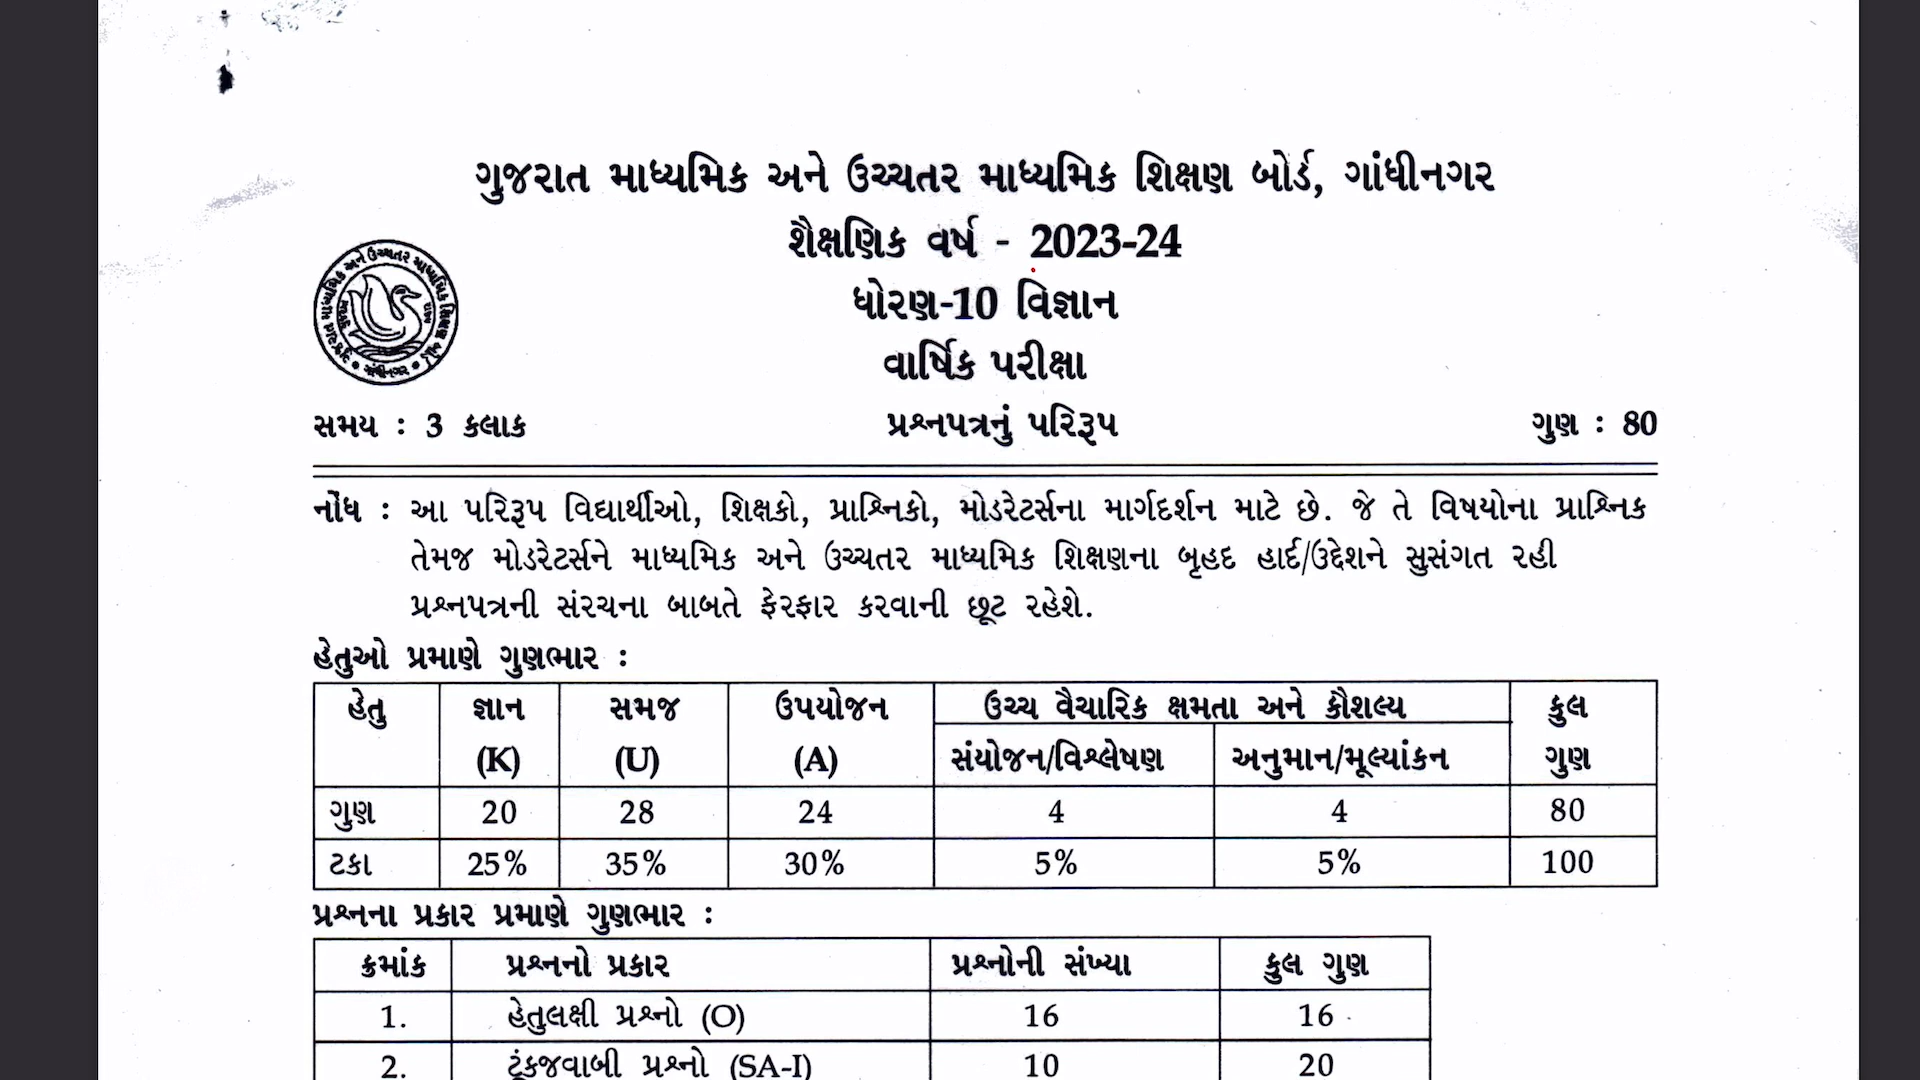 ગુજરાત માધ્યમિક અને ઉચ્ચતર માધ્યમિક શિક્ષણ બોર્ડ, ગાંધીનગર
શૈક્ષણિક વર્ષ - 2023-24
ધોરણ-10 વિજ્ઞાન
વાર્ષિક પરીક્ષા
સમય : 3 કલાક પ્રશ્નપત્રનું પરિરૂપ ગુણ : 80
નોંધ : આ પરિરૂપ વિદ્યાર્થીઓ, શિક્ષકો, પ્રાશ્નિકો, મોડરેટર્સના માર્ગદર્શન માટે છે. જે તે વિષયોના પ્રાશ્નિક
તેમજ મોડરેટર્સને માધ્યમિક અને ઉચ્ચતર માધ્યમિક શિક્ષણના બૃહદ હાર્દ/ઉદ્દેશને સુસંગત રહી
પ્રશ્નપત્રની સંરચના બાબતે ફેરફાર કરવાની છૂટ રહેશે.
હેતુઓ પ્રમાણે ગુણભાર :
હેતુ જ્ઞાન સમજ ઉપયોજન ઉચ્ચ વૈચારિક ક્ષમતા અને કૌશલ્ય કુલ
(K) (U) (A) સંયોજન/વિશ્લેષણ અનુમાન/મૂલ્યાંકન ગુણ
ગુણ 20 28 24 4 4 80
ટકા 25% 35% 30% 5% 5% 100
પ્રશ્નના પ્રકાર પ્રમાણે ગુણભાર :
ક્રમાંક પ્રશ્નનો પ્રકાર પ્રશ્નોની સંખ્યા કુલ ગુણ
1. હેતુલક્ષી પ્રશ્નો (O) 16 16
2. ટૂંકજવાબી પ્રશ્નો (SA-I) 10 20